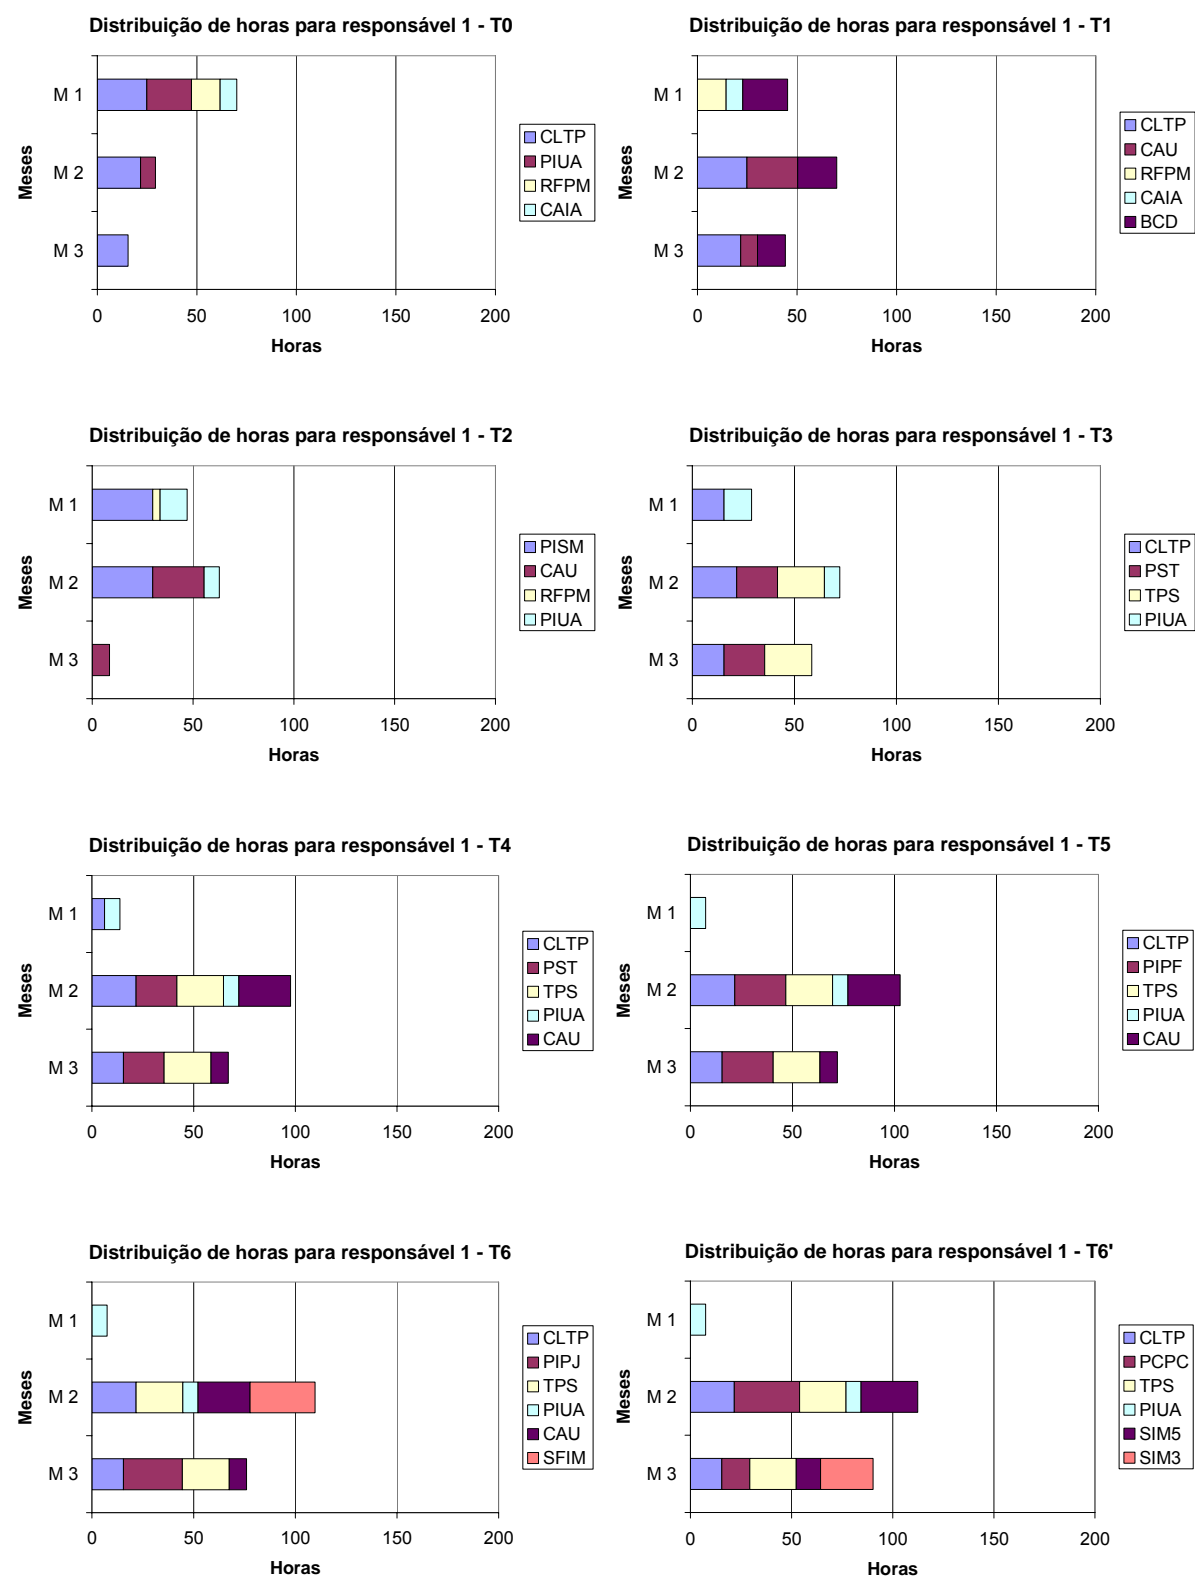 Distribuição de horas para responsável 1 - T0
Meses
M 1
M 2
M 3
0 50 100 150 200
Horas
CLTP
PIUA
RFPM
CAIA
Distribuição de horas para responsável 1 - T1
Meses
M 1
M 2
M 3
0 50 100 150 200
Horas
CLTP
CAU
RFPM
CAIA
BCD
Distribuição de horas para responsável 1 - T2
Meses
M 1
M 2
M 3
0 50 100 150 200
Horas
PISM
CAU
RFPM
PIUA
Distribuição de horas para responsável 1 - T3
Meses
M 1
M 2
M 3
0 50 100 150 200
Horas
CLTP
PST
TPS
PIUA
Distribuição de horas para responsável 1 - T4
Meses
M 1
M 2
M 3
0 50 100 150 200
Horas
CLTP
PST
TPS
PIUA
CAU
Distribuição de horas para responsável 1 - T5
Meses
M 1
M 2
M 3
0 50 100 150 200
Horas
CLTP
PIPF
TPS
PIUA
CAU
Distribuição de horas para responsável 1 - T6
Meses
M 1
M 2
M 3
0 50 100 150 200
Horas
CLTP
PIPJ
TPS
PIUA
CAU
SFIM
Distribuição de horas para responsável 1 - T6'
Meses
M 1
M 2
M 3
0 50 100 150 200
Horas
CLTP
PCPC
TPS
PIUA
SIM5
SIM3